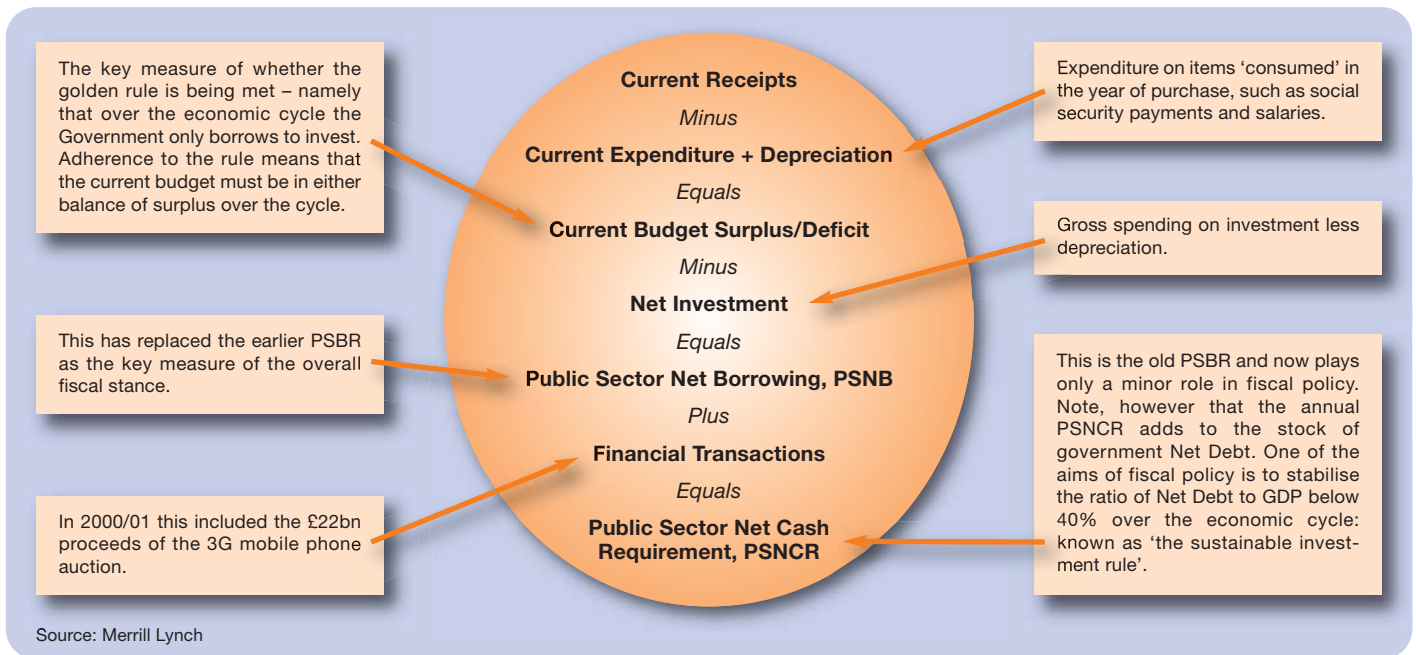 The key measure of whether the
golden rule is being met – namely
that over the economic cycle the
Government only borrows to invest.
Adherence to the rule means that
the current budget must be in either
balance of surplus over the cycle.
This has replaced the earlier PSBR
as the key measure of the overall
fiscal stance.
In 2000/01 this included the £22bn
proceeds of the 3G mobile phone
auction.
Current Receipts
Minus
Current Expenditure + Depreciation
Equals
Current Budget Surplus/Deficit
Minus
Net Investment
Equals
Public Sector Net Borrowing, PSNB
Plus
Financial Transactions
Equals
Public Sector Net Cash
Requirement, PSNCR
Expenditure on items ‘consumed’ in
the year of purchase, such as social
security payments and salaries.
Gross spending on investment less
depreciation.
This is the old PSBR and now plays
only a minor role in fiscal policy.
Note, however that the annual
PSNCR adds to the stock of
government Net Debt. One of the
aims of fiscal policy is to stabilise
the ratio of Net Debt to GDP below
40% over the economic cycle:
known as ‘the sustainable invest-
ment rule’.
Source: Merrill Lynch